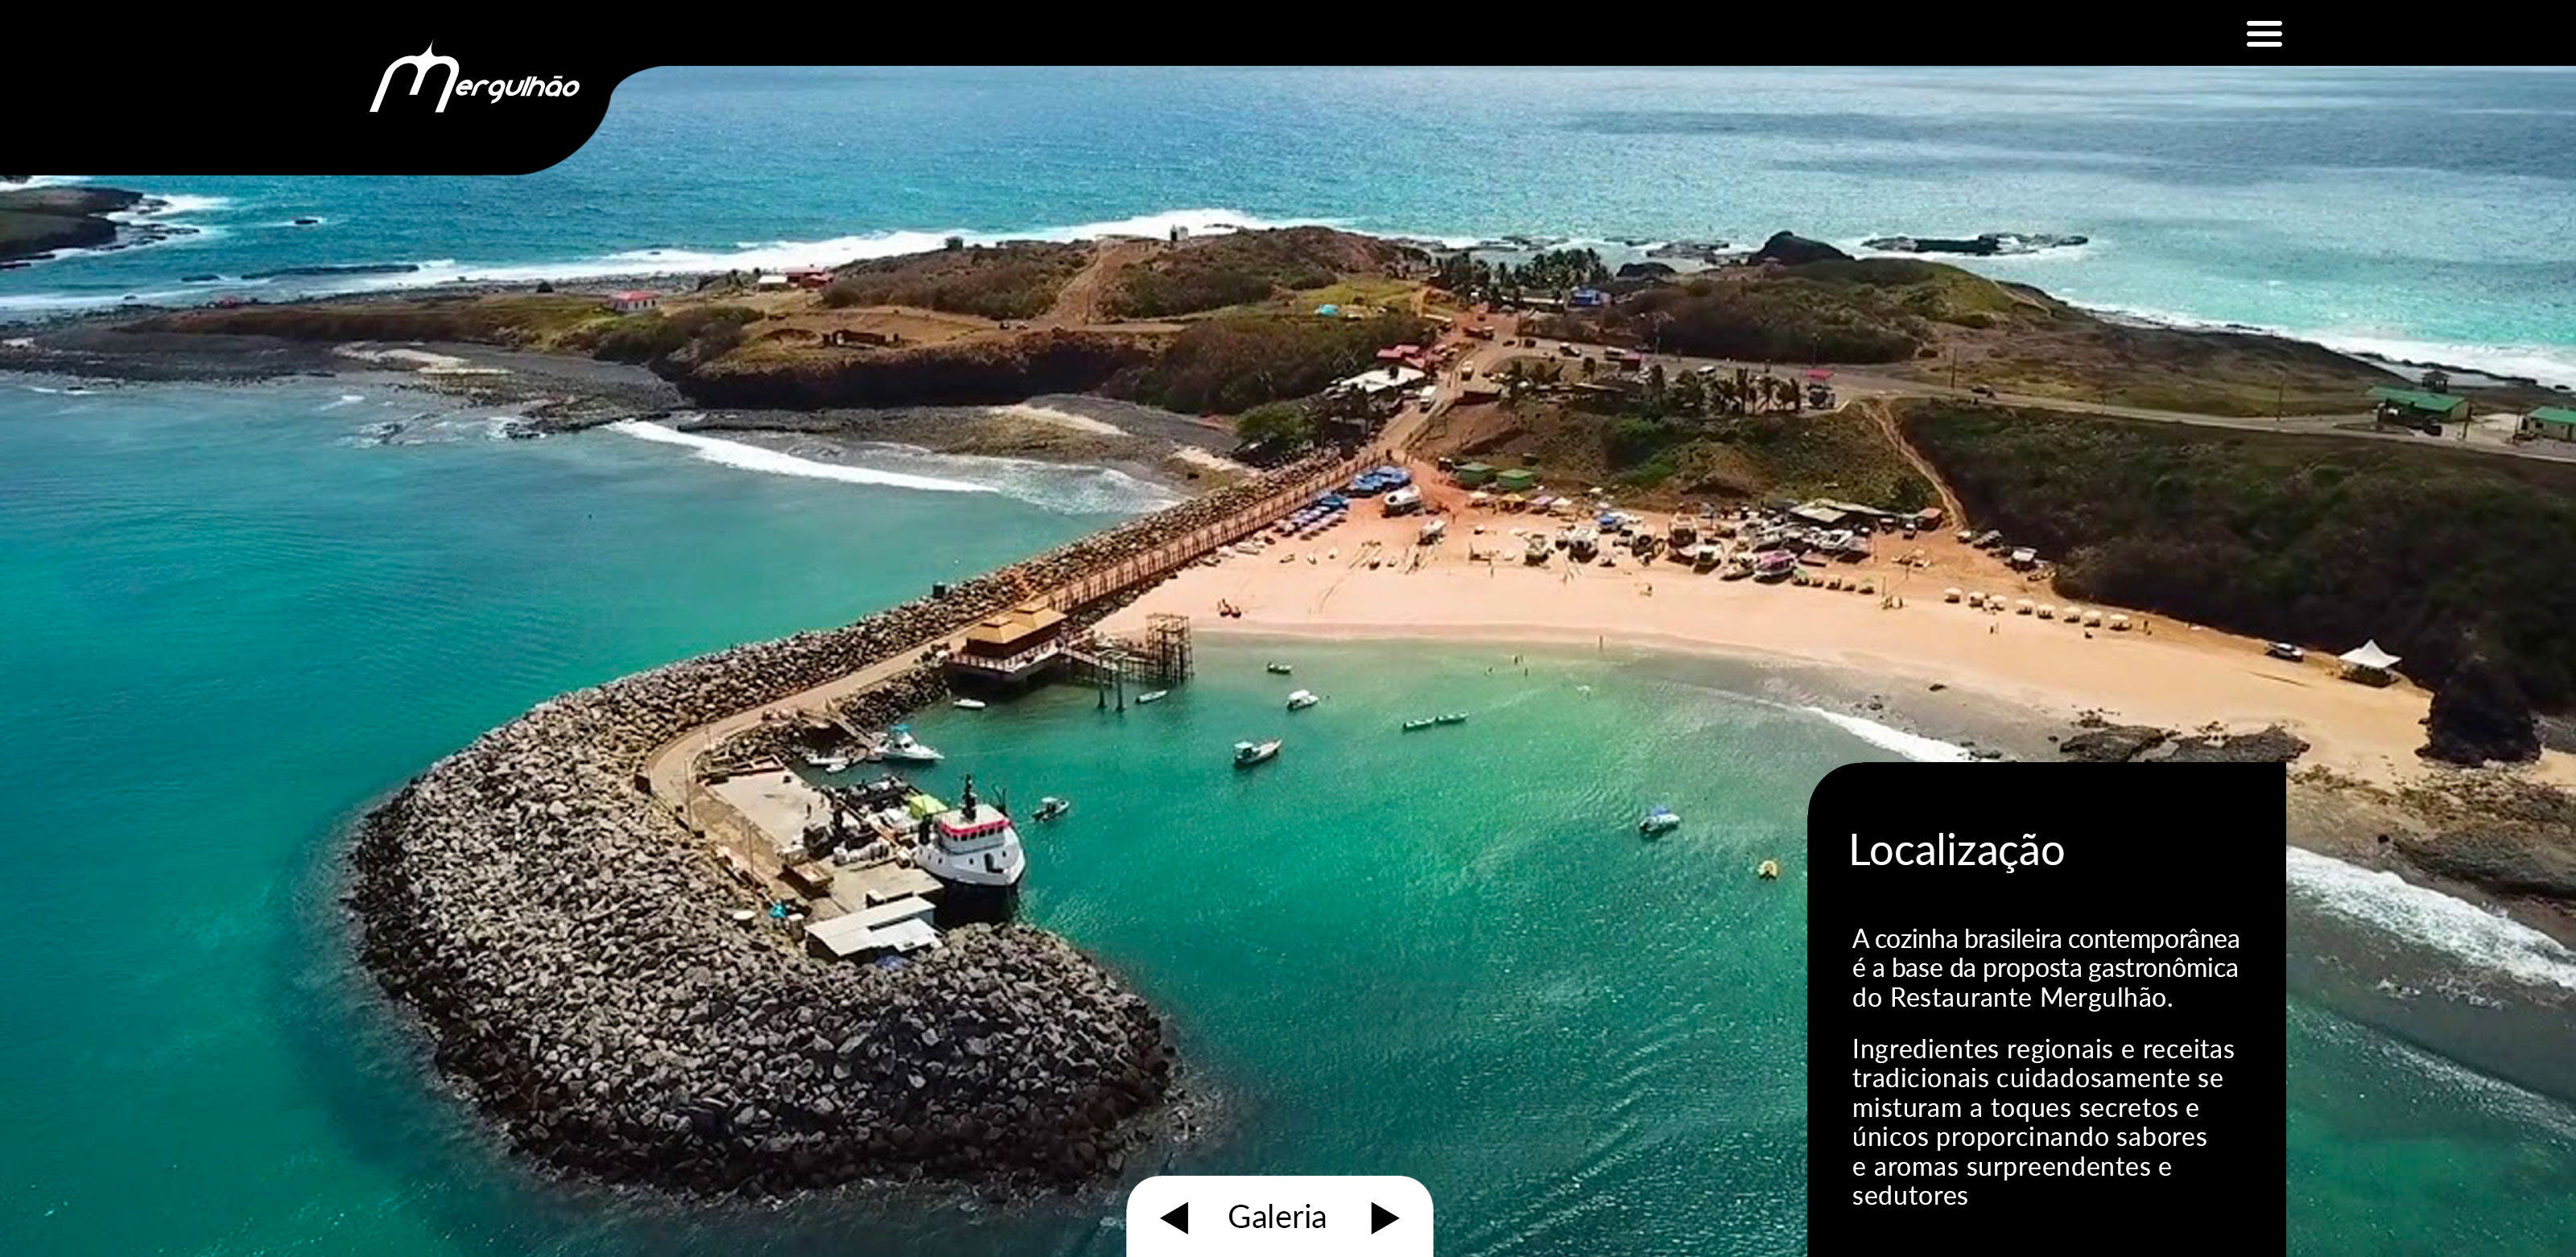 Mergulhão
Localização
A cozinha brasileira contemporânea
é a base da proposta gastronômica
do Restaurante Mergulhão.
Ingredientes regionais e receitas
tradicionais cuidadosamente se
misturam a toques secretos e
únicos proporcinando sabores
e aromas surpreendentes e
sedutores
Galeria